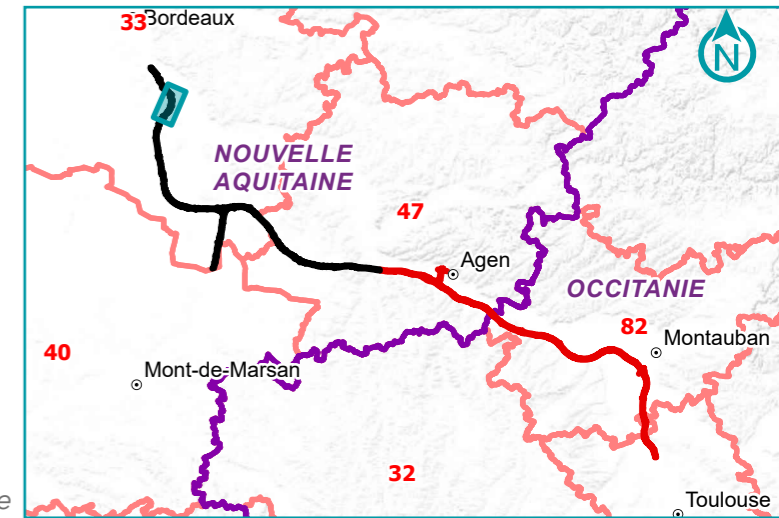 33
Bordeaux
N
NOUVELLE
AQUITAINE
47
Agen
OCCITANIE
82
Montauban
40
Mont-de-Marsan
32
Toulouse
e